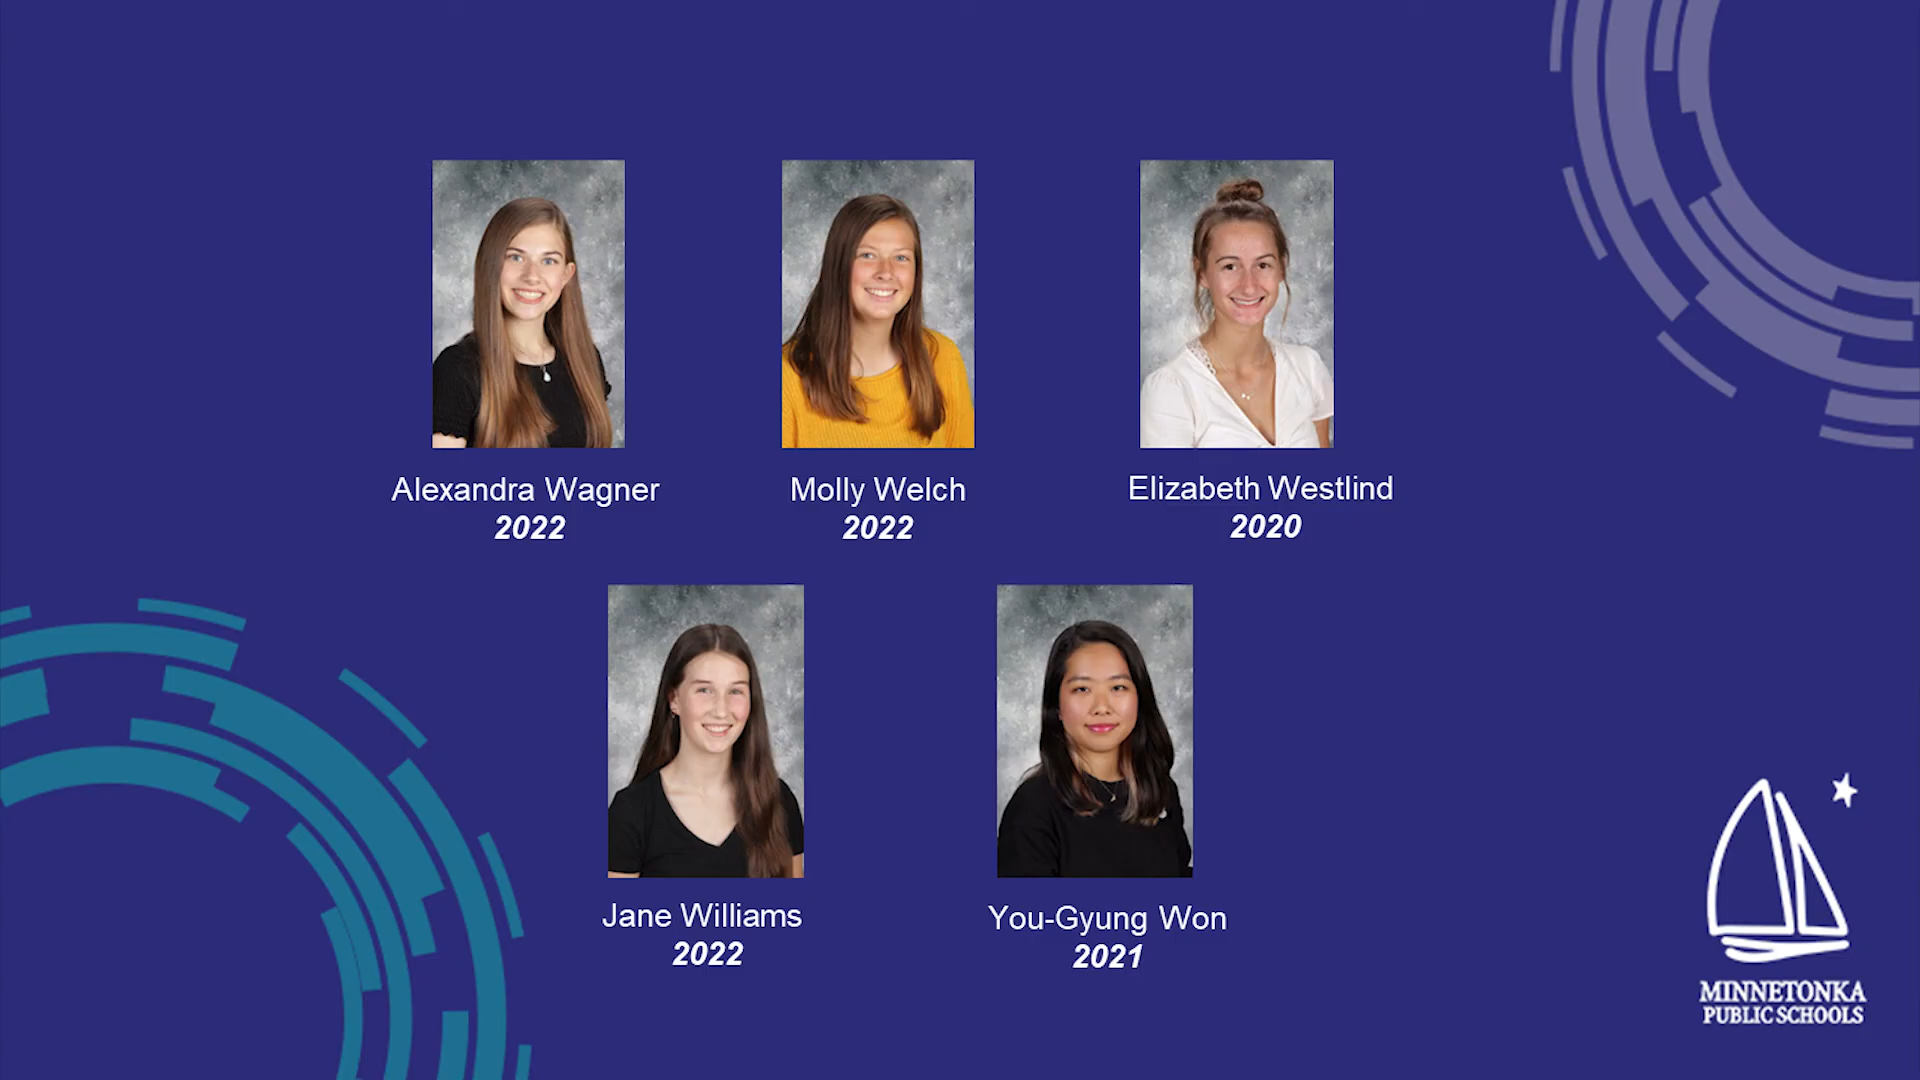 Alexandra Wagner
2022
Molly Welch
2022
Elizabeth Westlind
2020
Jane Williams
2022
You-Gyung Won
2021
MINNETONKA
PUBLIC SCHOOLS